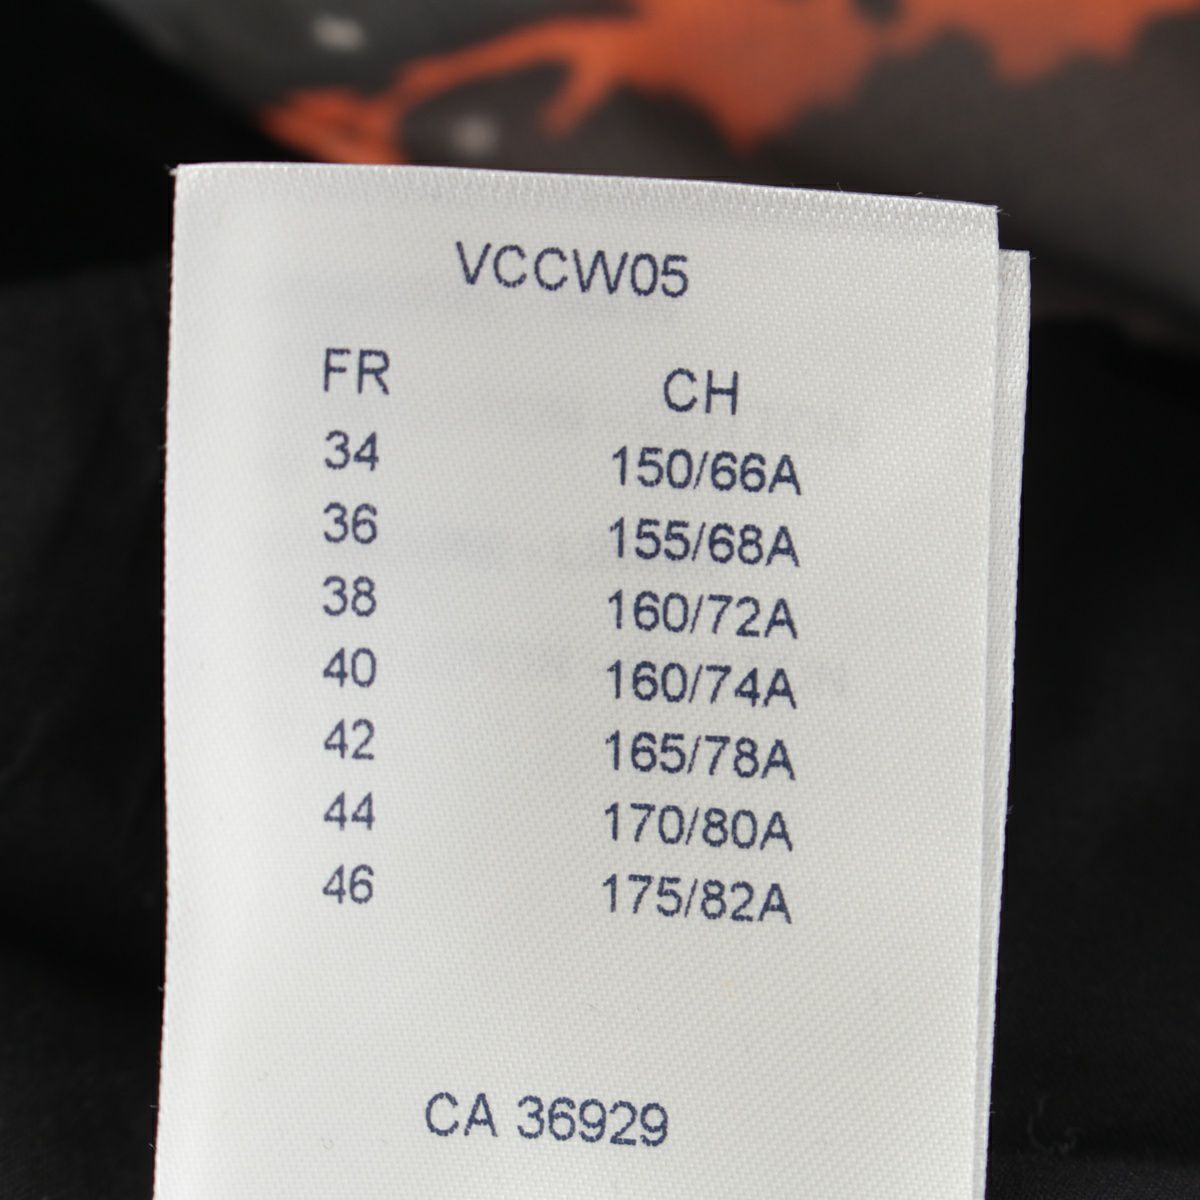 VCCW05
FR CH
34 150/66A
36 155/68A
38 160/72A
40 160/74A
42 165/78A
44 170/80A
46 175/82A
CA 36929